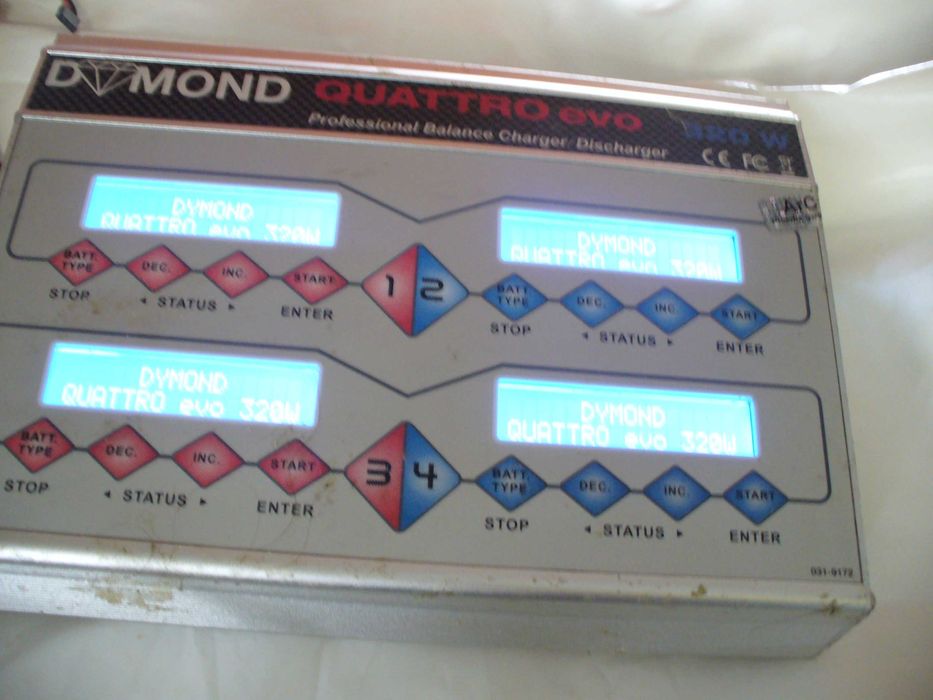 DYMOND QUATTRO evo
Professional Balance Charger/Discharger
320 W
CE FC
DYMOND
QUATTRO evo 320W
DYMOND
QUATTRO evo 320W
BATT. TYPE DEC. INC. START
STOP ◂ STATUS ▸ ENTER
1 2
BATT. TYPE DEC. INC. START
STOP ◂ STATUS ▸ ENTER
DYMOND
QUATTRO evo 320W
DYMOND
QUATTRO evo 320W
BATT. TYPE DEC. INC. START
STOP ◂ STATUS ▸ ENTER
3 4
BATT. TYPE DEC. INC. START
STOP ◂ STATUS ▸ ENTER
031-9172